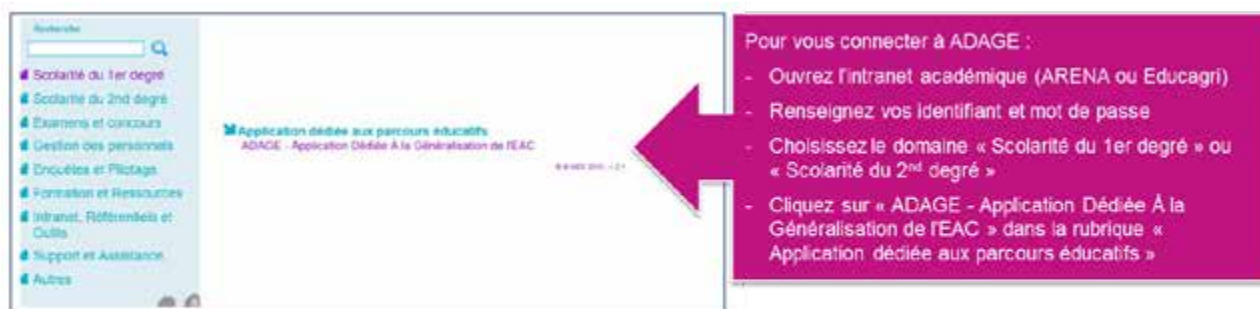 Recherche
Scolarité du 1er degré
Scolarité du 2nd degré
Examens et concours
Gestion des personnels
Enquêtes et Pilotage
Formation et Ressources
Intranet, Référentiels et
Outils
Support et Assistance
Autres
Application dédiée aux parcours éducatifs
ADAGE - Application Dédiée À la Généralisation de l'EAC
Pour vous connecter à ADAGE :
- Ouvrez l'intranet académique (ARENA ou Educagri)
- Renseignez vos identifiant et mot de passe
- Choisissez le domaine « Scolarité du 1er degré » ou
« Scolarité du 2nd degré »
- Cliquez sur « ADAGE - Application Dédiée À la
Généralisation de l'EAC » dans la rubrique «
Application dédiée aux parcours éducatifs »